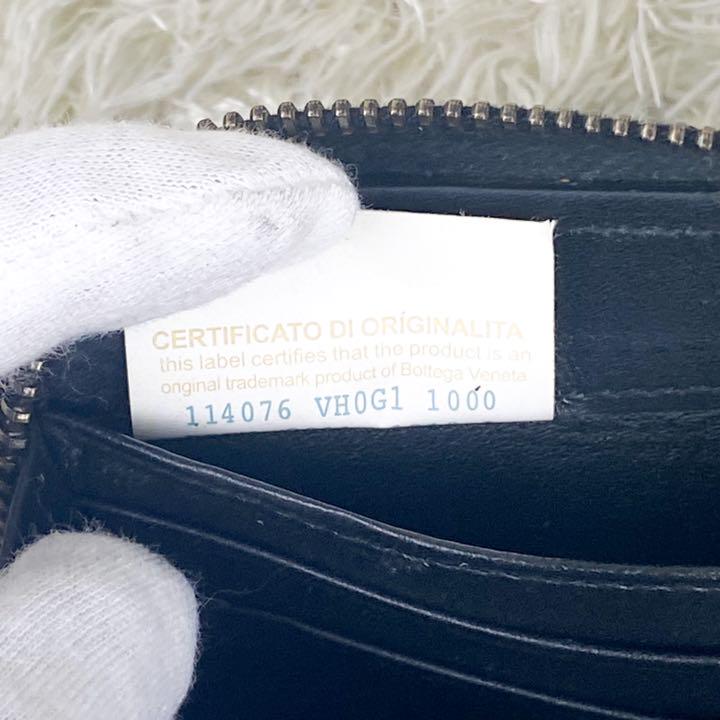 CERTIFICATO DI ORÍGINALITA
this label certifies that the product is an
original trademark product of Bottega Veneta
114076 VH0G1 1000